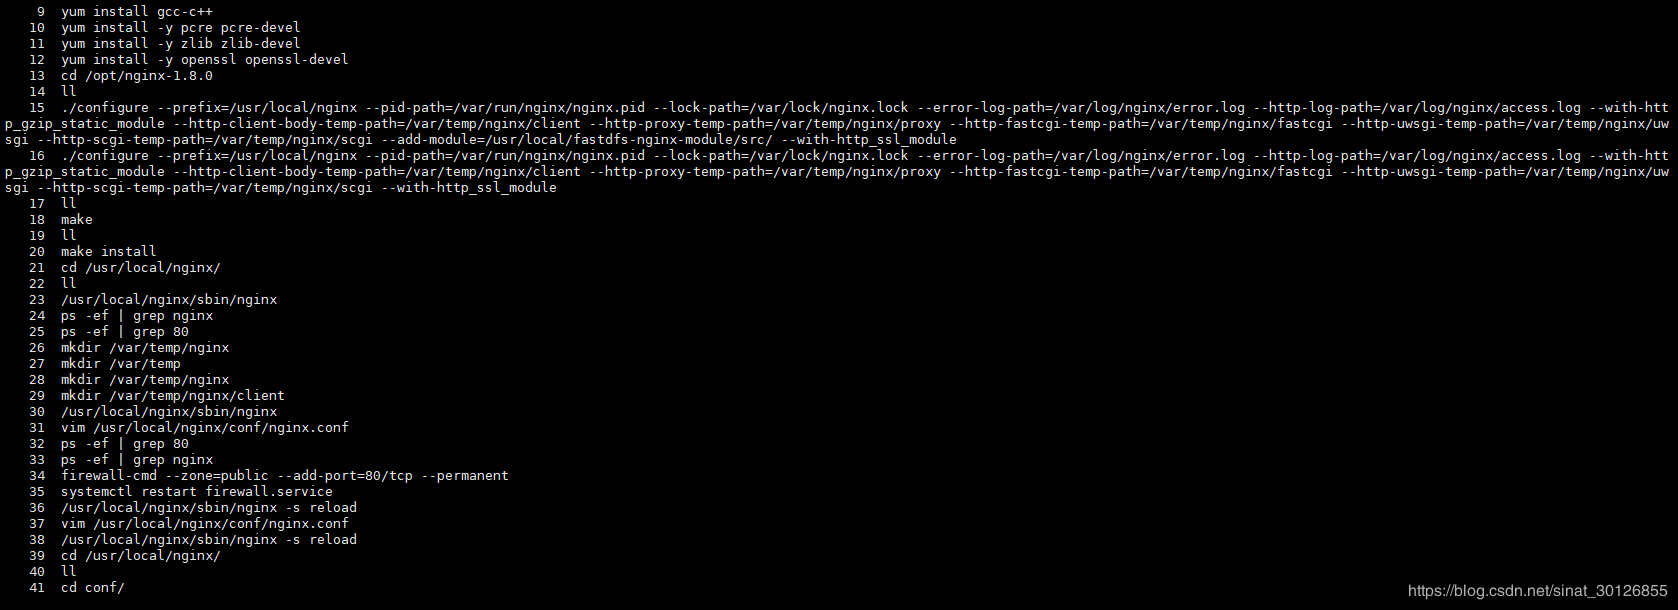 9 yum install gcc-c++
10 yum install -y pcre pcre-devel
11 yum install -y zlib zlib-devel
12 yum install -y openssl openssl-devel
13 cd /opt/nginx-1.8.0
14 ll
15 ./configure --prefix=/usr/local/nginx --pid-path=/var/run/nginx/nginx.pid --lock-path=/var/lock/nginx.lock --error-log-path=/var/log/nginx/error.log --http-log-path=/var/log/nginx/access.log --with-htt
p_gzip_static_module --http-client-body-temp-path=/var/temp/nginx/client --http-proxy-temp-path=/var/temp/nginx/proxy --http-fastcgi-temp-path=/var/temp/nginx/fastcgi --http-uwsgi-temp-path=/var/temp/nginx/uw
sgi --http-scgi-temp-path=/var/temp/nginx/scgi --add-module=/usr/local/fastdfs-nginx-module/src/ --with-http_ssl_module
16 ./configure --prefix=/usr/local/nginx --pid-path=/var/run/nginx/nginx.pid --lock-path=/var/lock/nginx.lock --error-log-path=/var/log/nginx/error.log --http-log-path=/var/log/nginx/access.log --with-htt
p_gzip_static_module --http-client-body-temp-path=/var/temp/nginx/client --http-proxy-temp-path=/var/temp/nginx/proxy --http-fastcgi-temp-path=/var/temp/nginx/fastcgi --http-uwsgi-temp-path=/var/temp/nginx/uw
sgi --http-scgi-temp-path=/var/temp/nginx/scgi --with-http_ssl_module
17 ll
18 make
19 ll
20 make install
21 cd /usr/local/nginx/
22 ll
23 /usr/local/nginx/sbin/nginx
24 ps -ef | grep nginx
25 ps -ef | grep 80
26 mkdir /var/temp/nginx
27 mkdir /var/temp
28 mkdir /var/temp/nginx
29 mkdir /var/temp/nginx/client
30 /usr/local/nginx/sbin/nginx
31 vim /usr/local/nginx/conf/nginx.conf
32 ps -ef | grep 80
33 ps -ef | grep nginx
34 firewall-cmd --zone=public --add-port=80/tcp --permanent
35 systemctl restart firewall.service
36 /usr/local/nginx/sbin/nginx -s reload
37 vim /usr/local/nginx/conf/nginx.conf
38 /usr/local/nginx/sbin/nginx -s reload
39 cd /usr/local/nginx/
40 ll
41 cd conf/
https://blog.csdn.net/sinat_30126855